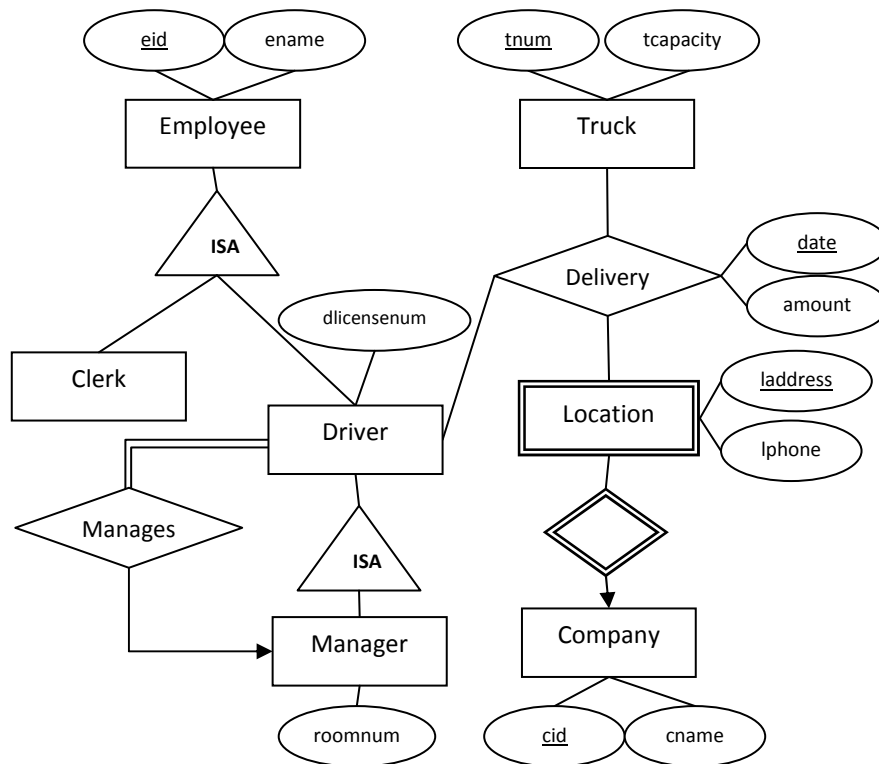 eid
ename
tnum
tcapacity
Employee
Truck
ISA
date
Delivery
amount
dlicensenum
Clerk
laddress
Location
Driver
lphone
Manages
ISA
Manager
Company
roomnum
cid
cname